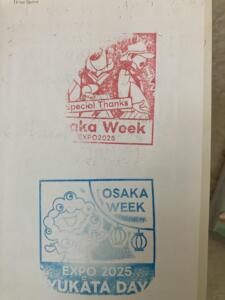 Special Thanks
aka Week
EXPO2025
OSAKA
WEEK
EXPO 2025
YUKATA DAY